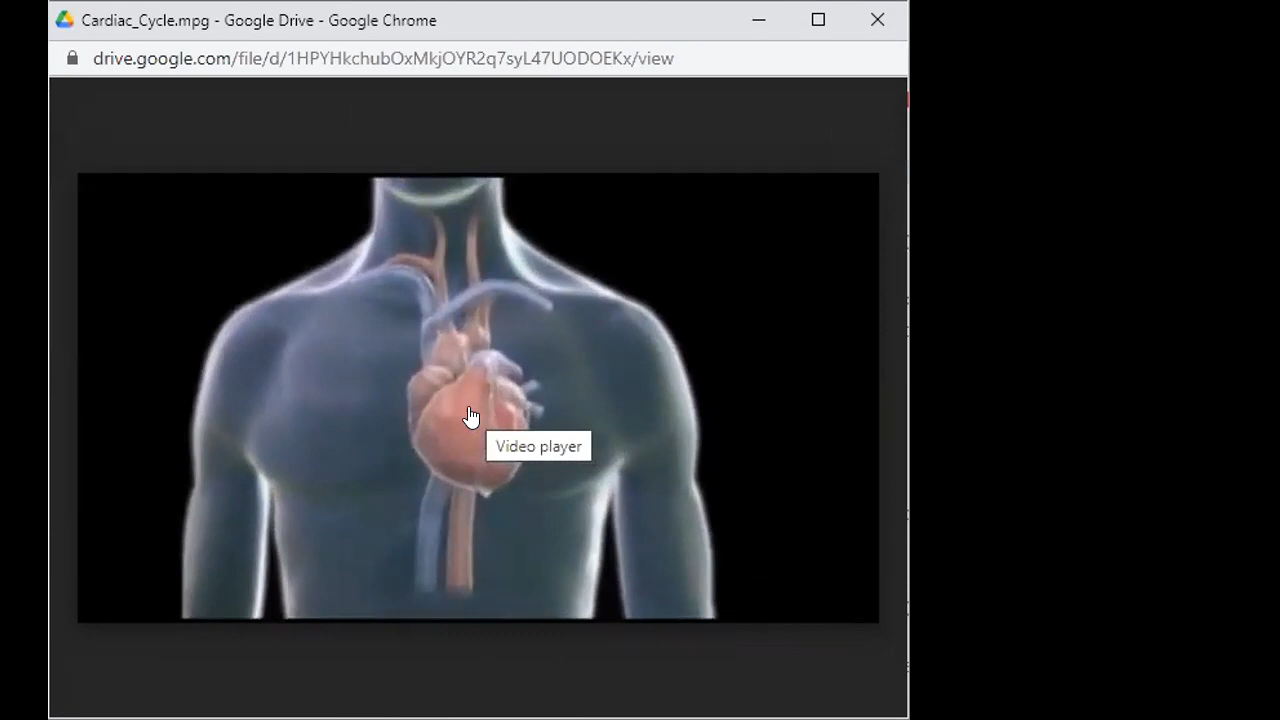 Cardiac_Cycle.mpg - Google Drive - Google Chrome
drive.google.com/file/d/1HPYHkchubOxMkjOYR2q7syL47UODOEKx/view
Video player